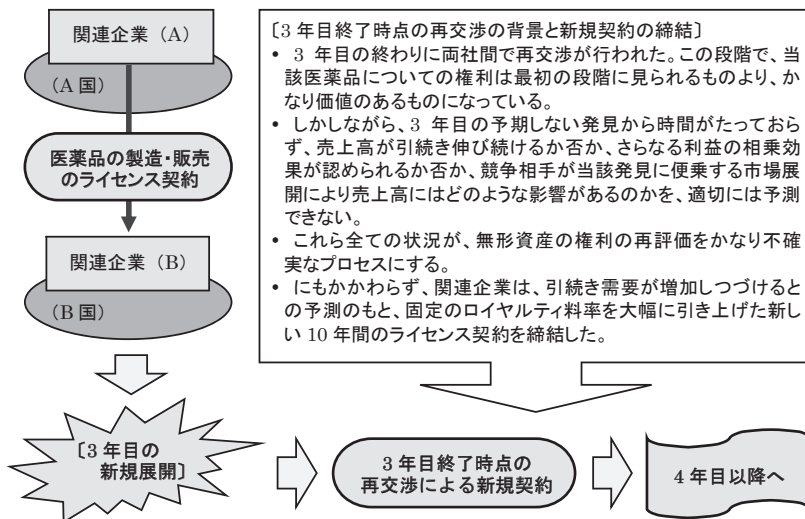 関連企業（A）
（A 国）
医薬品の製造・販売
のライセンス契約
関連企業（B）
（B 国）
〔3 年目終了時点の再交渉の背景と新規契約の締結〕
• 3 年目の終わりに両社間で再交渉が行われた。この段階で、当
該医薬品についての権利は最初の段階に見られるものより、か
なり価値のあるものになっている。
• しかしながら、3 年目の予期しない発見から時間がたっておら
ず、売上高が引続き伸び続けるか否か、さらなる利益の相乗効
果が認められるか否か、競争相手が当該発見に便乗する市場展
開により売上高にはどのような影響があるのかを、適切には予測
できない。
• これら全ての状況が、無形資産の権利の再評価をかなり不確
実なプロセスにする。
• にもかかわらず、関連企業は、引続き需要が増加しつづけると
の予測のもと、固定のロイヤルティ料率を大幅に引き上げた新し
い 10 年間のライセンス契約を締結した。
〔3 年目の
新規展開〕
3 年目終了時点の
再交渉による新規契約
4 年目以降へ